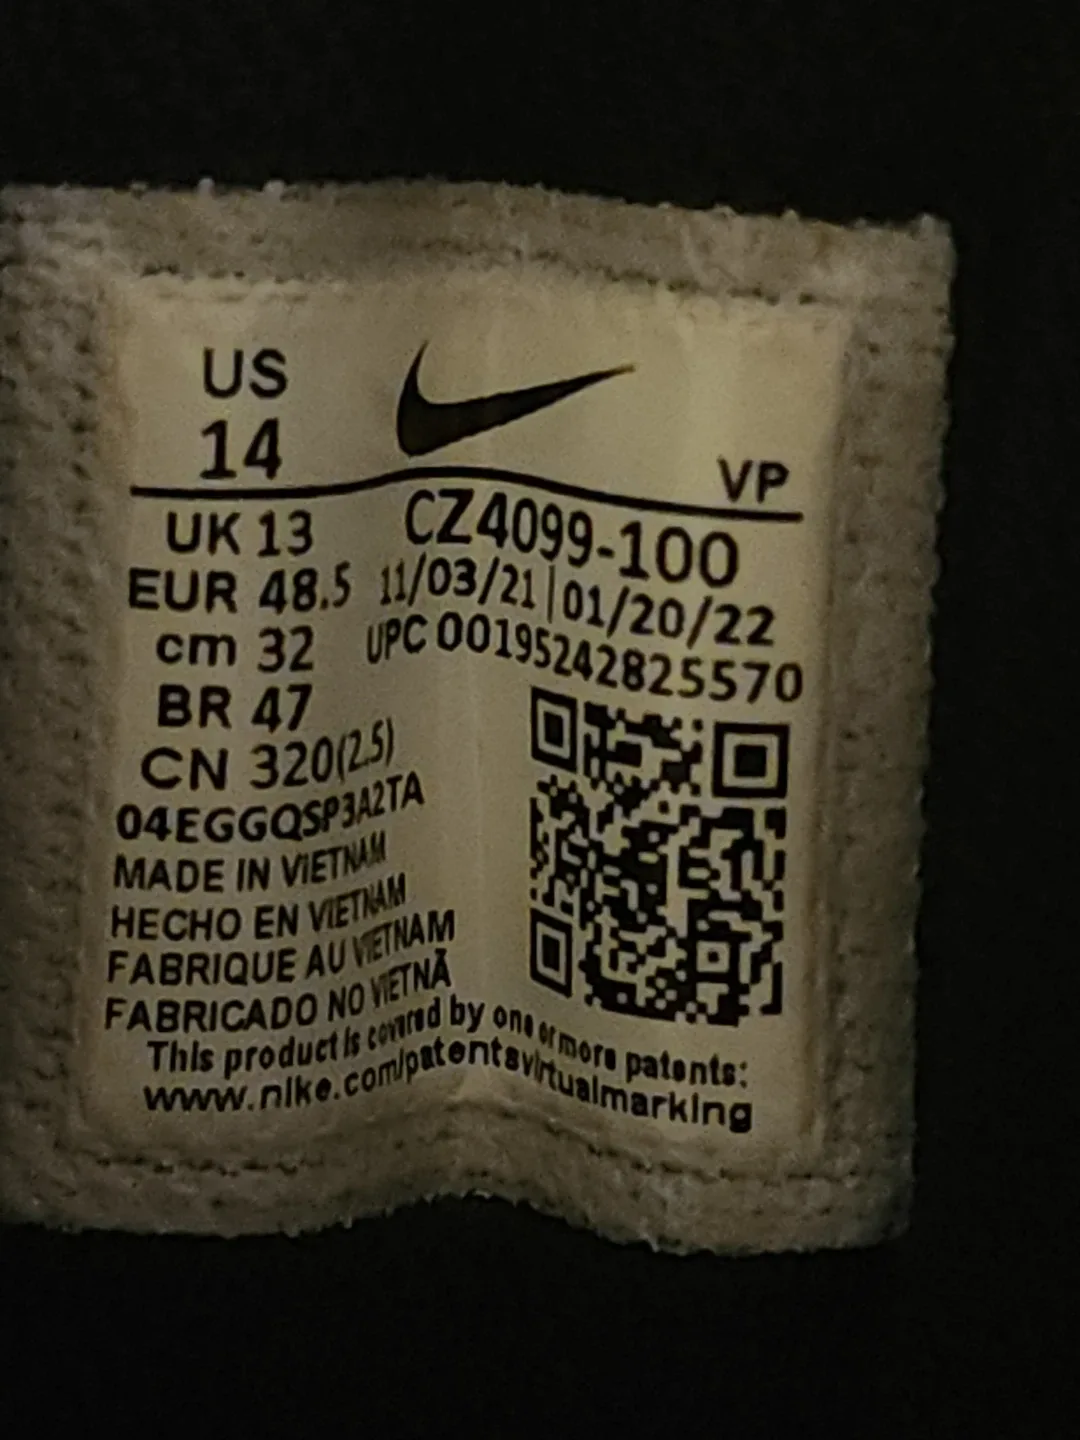 US
14
VP
UK 13
CZ4099-100
EUR 48.5
11/03/21|01/20/22
cm 32
UPC 00195242825570
BR 47
CN 320(2.5)
04EGGQSP3A2TA
MADE IN VIETNAM
HECHO EN VIETNAM
FABRIQUE AU VIETNAM
FABRICADO NO VIETNÃ
This product is covered by one or more patents:
www.nike.com/patentsvirtualmarking